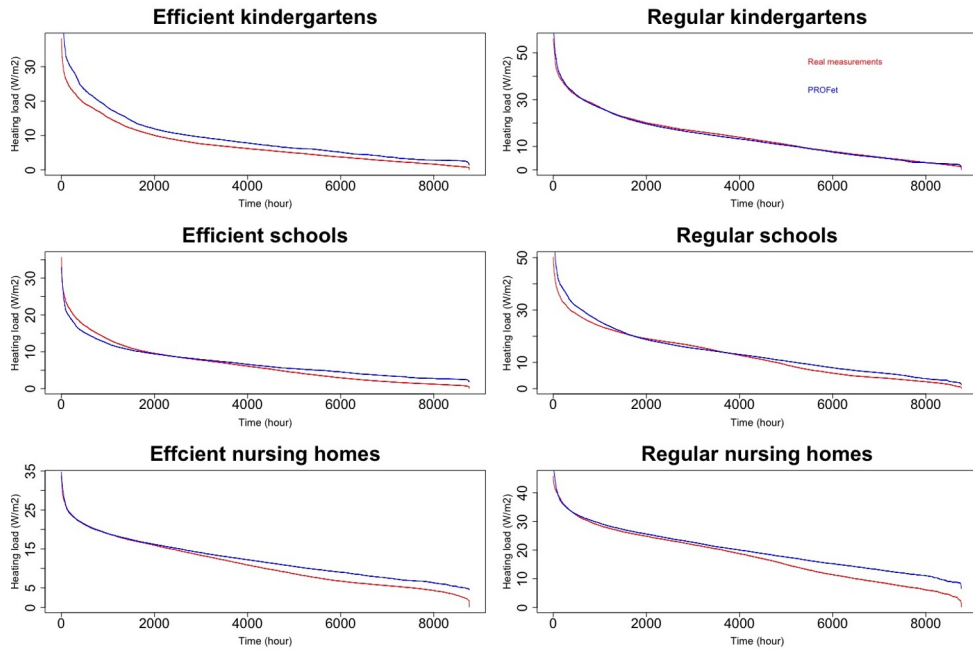 Efficient kindergartens
Heating load (W/m2)
0 10 20 30
0 2000 4000 6000 8000
Time (hour)
Regular kindergartens
Real measurements
PROFet
Heating load (W/m2)
0 10 30 50
0 2000 4000 6000 8000
Time (hour)
Efficient schools
Heating load (W/m2)
0 10 20 30
0 2000 4000 6000 8000
Time (hour)
Regular schools
Heating load (W/m2)
0 10 20 30 50
0 2000 4000 6000 8000
Time (hour)
Effcient nursing homes
Heating load (W/m2)
0 5 15 25 35
0 2000 4000 6000 8000
Time (hour)
Regular nursing homes
Heating load (W/m2)
0 10 20 30 40
0 2000 4000 6000 8000
Time (hour)